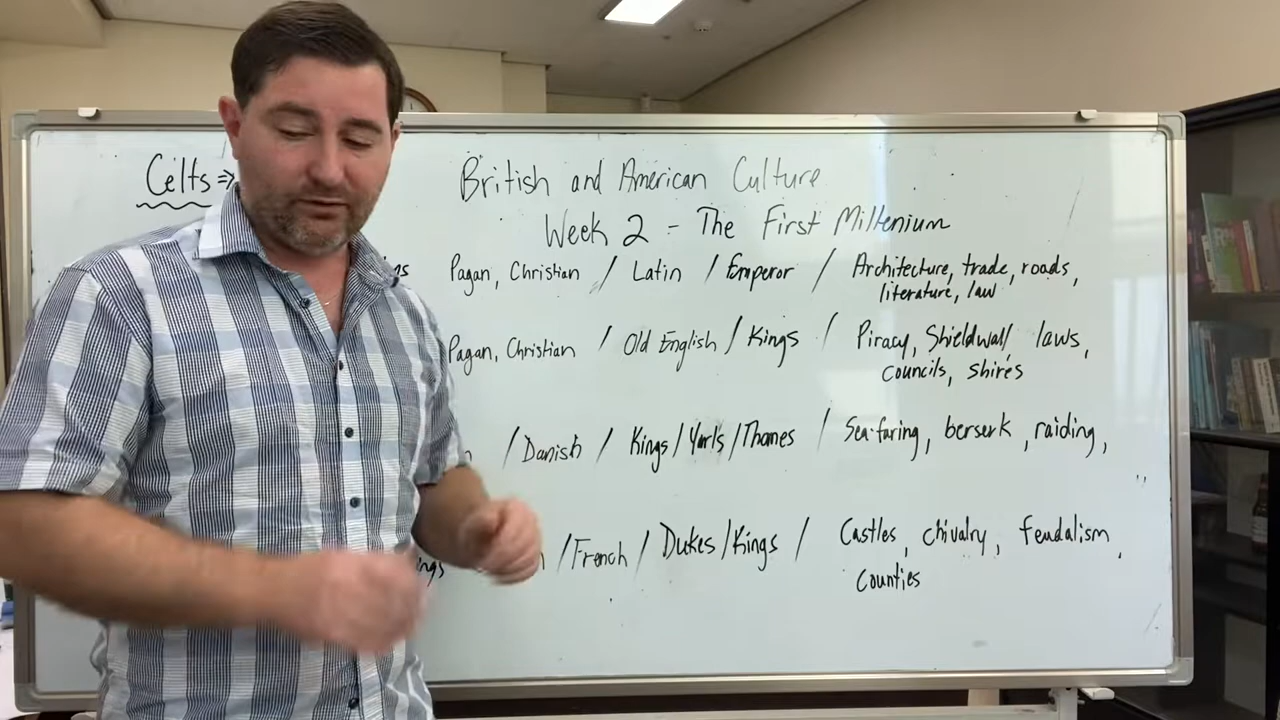 Celts ⇒
British and American Culture
Week 2 - The First Millenium
Pagan, Christian / Latin / Emperor / Architecture, trade, roads,
literature, law
Pagan, Christian / Old English / Kings / Piracy, Shieldwall laws,
councils, shires
/ Danish / Kings / Yarls / Thanes / Sea-faring, berserk, raiding,
/ French / Dukes / Kings / Castles, chivalry, feudalism,
Counties